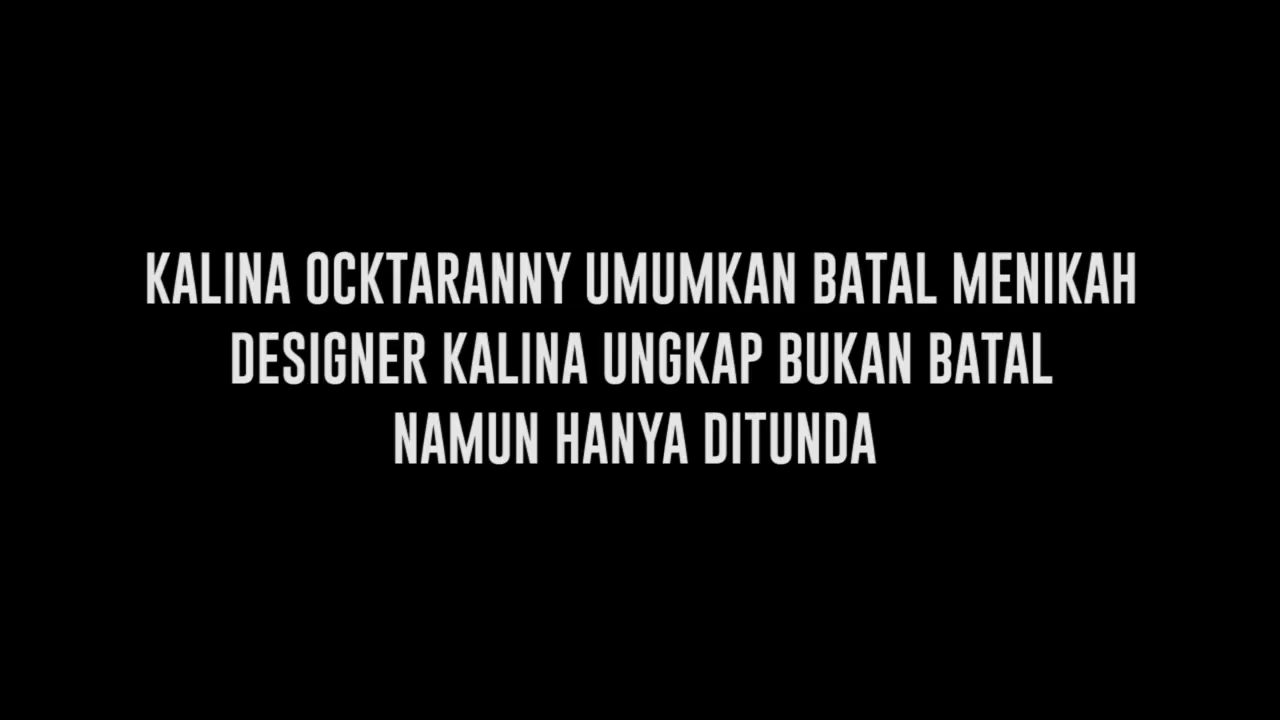 KALINA OCKTARANNY UMUMKAN BATAL MENIKAH
DESIGNER KALINA UNGKAP BUKAN BATAL
NAMUN HANYA DITUNDA